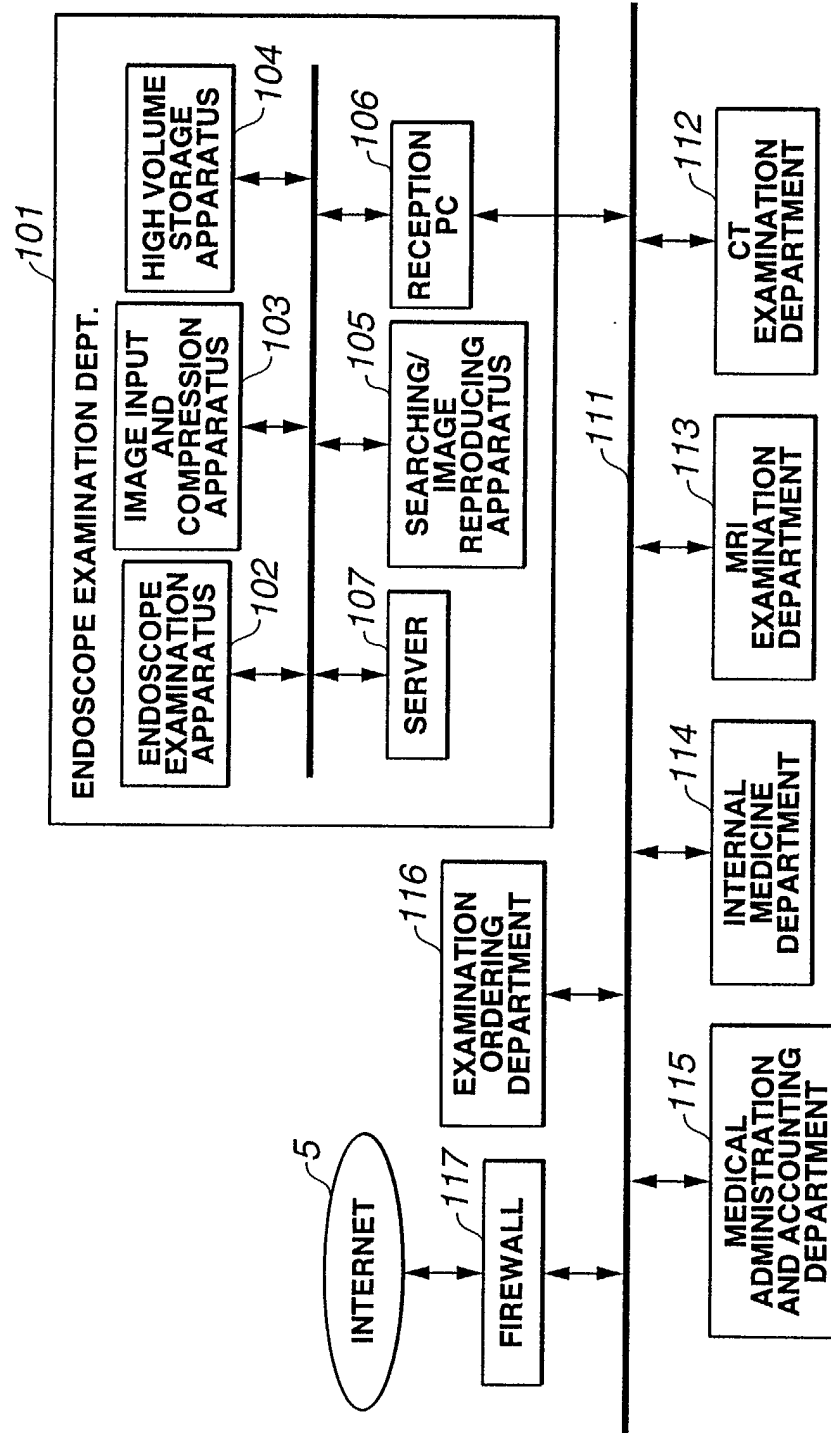 101
ENDOSCOPE EXAMINATION DEPT.
ENDOSCOPE
EXAMINATION
APPARATUS
102
IMAGE INPUT
AND
COMPRESSION
APPARATUS
103
HIGH VOLUME
STORAGE
APPARATUS
104
SERVER
107
SEARCHING/
IMAGE
REPRODUCING
APPARATUS
105
RECEPTION
PC
106
INTERNET
5
FIREWALL
117
EXAMINATION
ORDERING
DEPARTMENT
116
111
MEDICAL
ADMINISTRATION
AND ACCOUNTING
DEPARTMENT
115
INTERNAL
MEDICINE
DEPARTMENT
114
MRI
EXAMINATION
DEPARTMENT
113
CT
EXAMINATION
DEPARTMENT
112